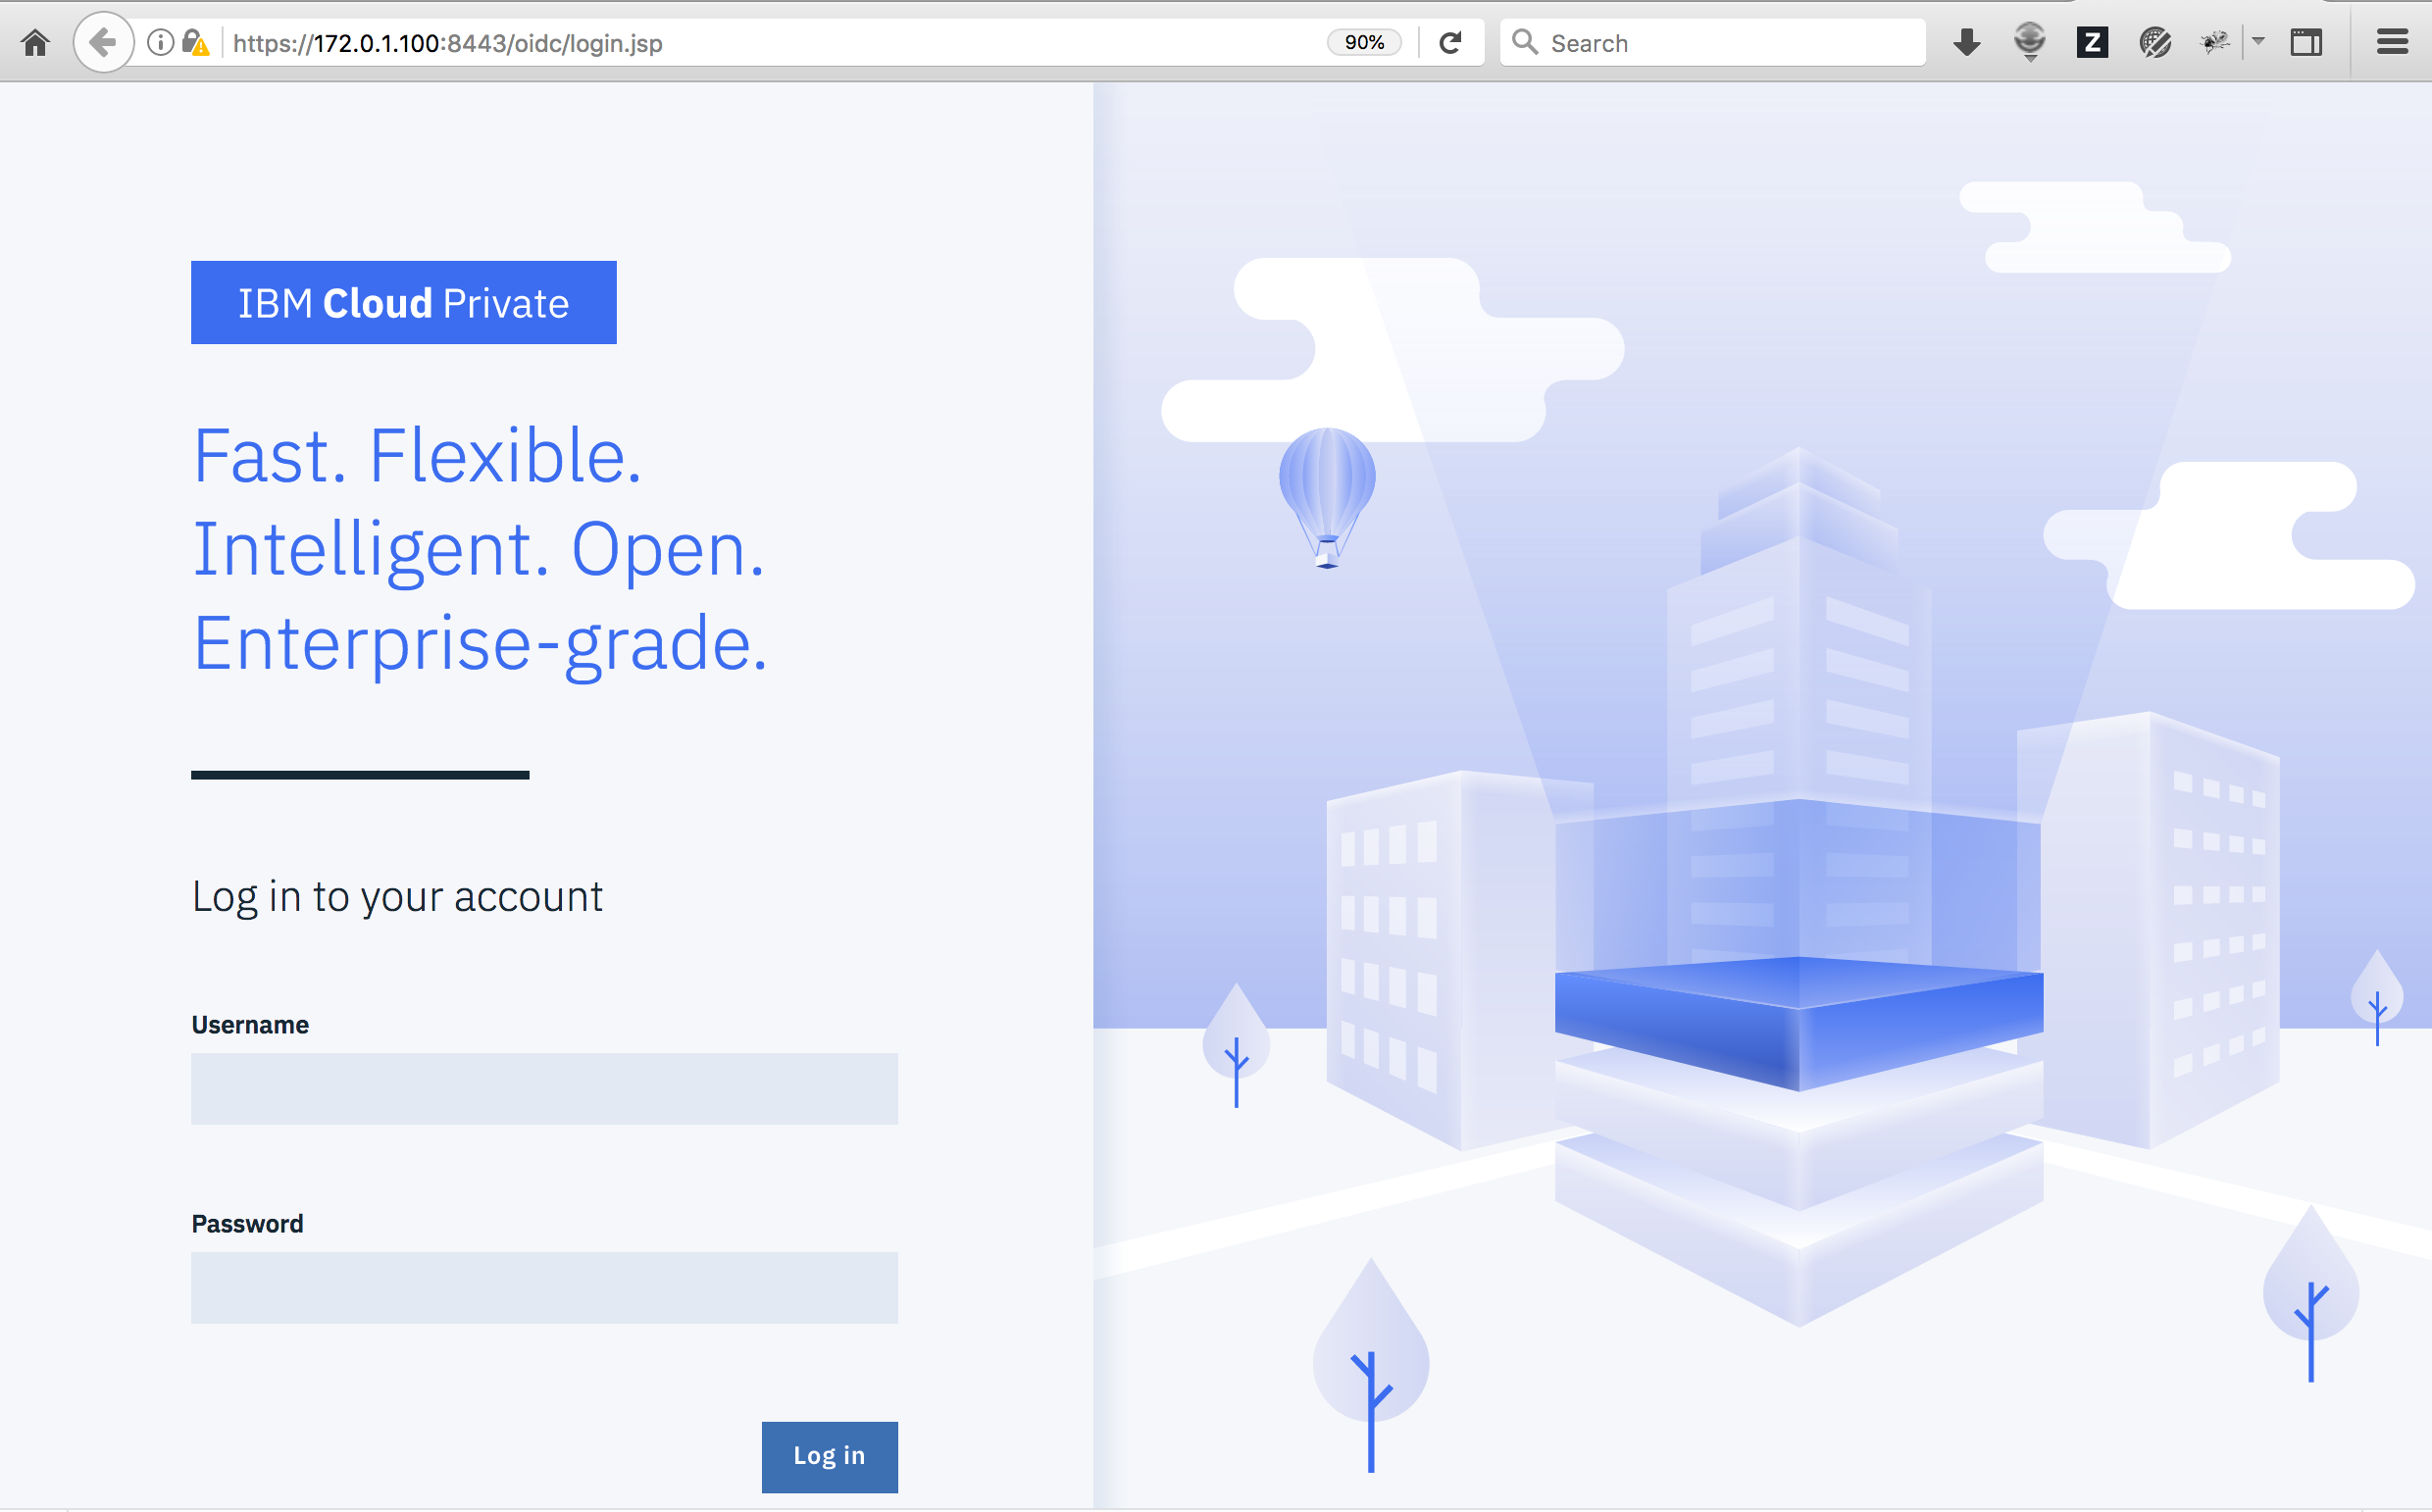 https://172.0.1.100:8443/oidc/login.jsp
90%
Search
Z
IBM Cloud Private
Fast. Flexible.
Intelligent. Open.
Enterprise-grade.
Log in to your account
Username
Password
Log in